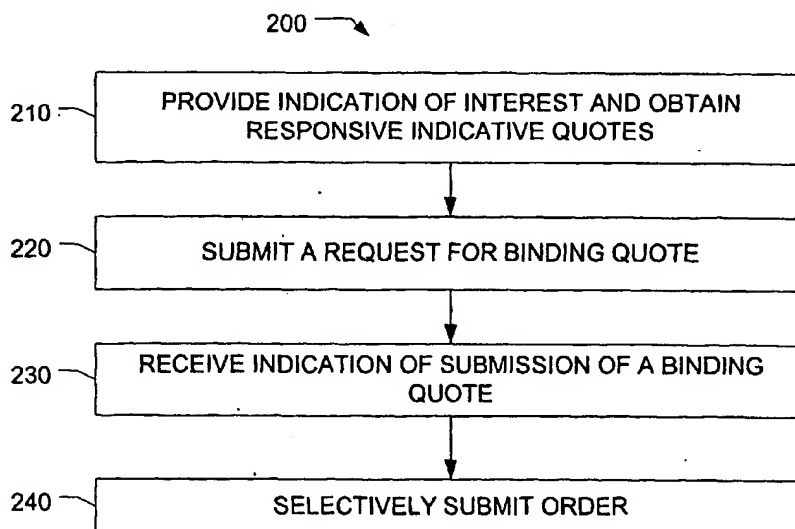 200
210
PROVIDE INDICATION OF INTEREST AND OBTAIN
RESPONSIVE INDICATIVE QUOTES
220
SUBMIT A REQUEST FOR BINDING QUOTE
230
RECEIVE INDICATION OF SUBMISSION OF A BINDING
QUOTE
240
SELECTIVELY SUBMIT ORDER